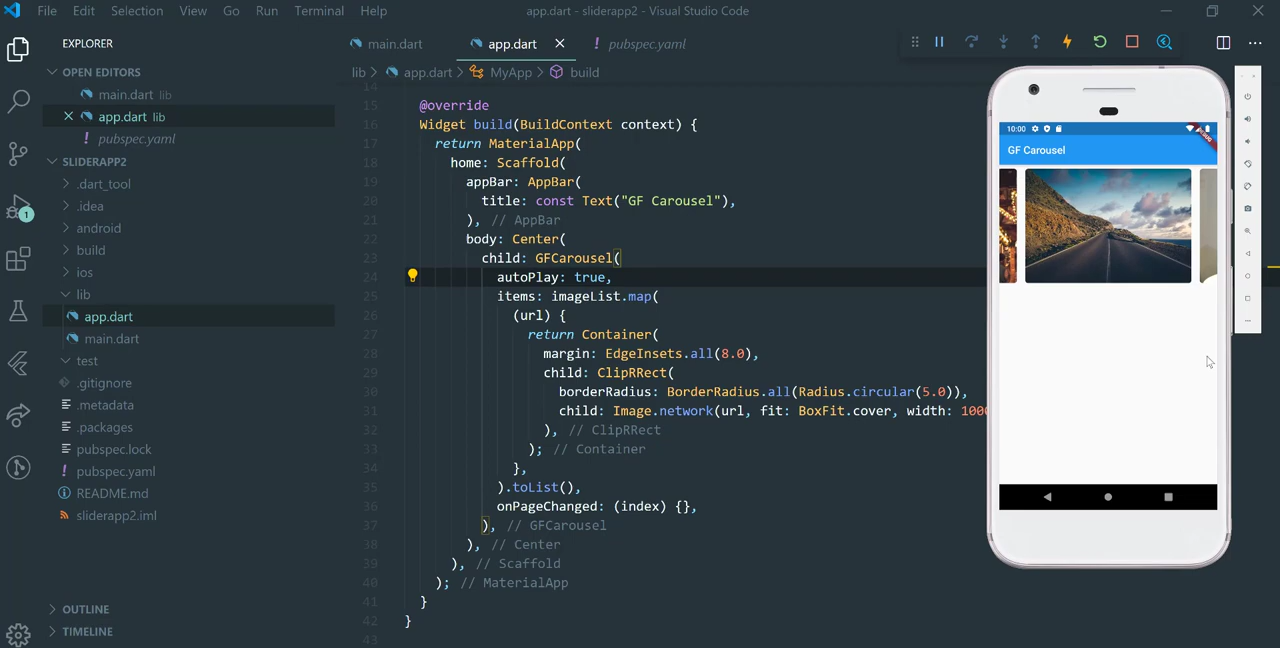 File Edit Selection View Go Run Terminal Help app.dart - sliderapp2 - Visual Studio Code
EXPLORER
OPEN EDITORS
main.dart lib
app.dart lib
! pubspec.yaml
SLIDERAPP2
.dart_tool
.idea
android
build
ios
lib
app.dart
main.dart
test
.gitignore
.metadata
.packages
pubspec.lock
! pubspec.yaml
README.md
sliderapp2.iml
OUTLINE
TIMELINE
1
main.dart app.dart ! pubspec.yaml
lib > app.dart > MyApp > build
14
15 @override
16 Widget build(BuildContext context) {
17 return MaterialApp(
18 home: Scaffold(
19 appBar: AppBar(
20 title: const Text("GF Carousel"),
21 ), // AppBar
22 body: Center(
23 child: GFCarousel(
24 autoPlay: true,
25 items: imageList.map(
26 (url) {
27 return Container(
28 margin: EdgeInsets.all(8.0),
29 child: ClipRRect(
30 borderRadius: BorderRadius.all(Radius.circular(5.0)),
31 child: Image.network(url, fit: BoxFit.cover, width: 1000
32 ), // ClipRRect
33 ); // Container
34 },
35 ).toList(),
36 onPageChanged: (index) {},
37 ), // GFCarousel
38 ), // Center
39 ), // Scaffold
40 ); // MaterialApp
41 }
42 }
43
10:00
GF Carousel
DEBUG